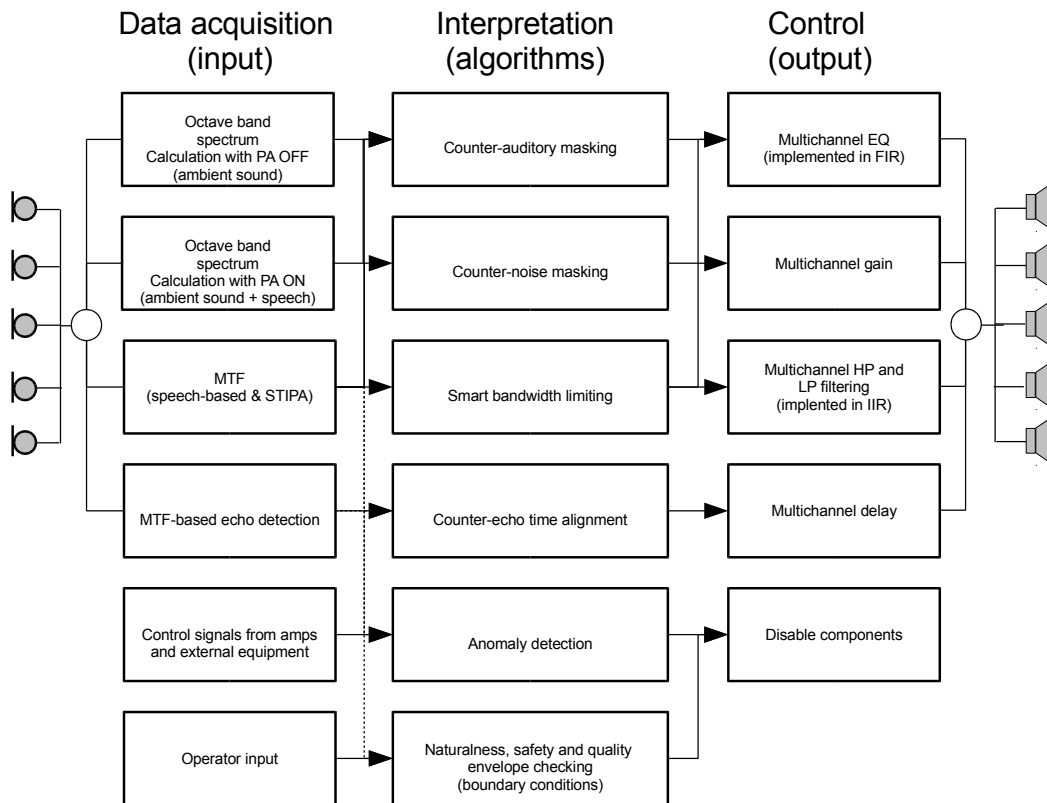 Data acquisition
(input)
Interpretation
(algorithms)
Control
(output)
Octave band
spectrum
Calculation with PA OFF
(ambient sound)
Counter-auditory masking
Multichannel EQ
(implemented in FIR)
Octave band
spectrum
Calculation with PA ON
(ambient sound + speech)
Counter-noise masking
Multichannel gain
MTF
(speech-based & STIPA)
Smart bandwidth limiting
Multichannel HP and
LP filtering
(implented in IIR)
MTF-based echo detection
Counter-echo time alignment
Multichannel delay
Control signals from amps
and external equipment
Anomaly detection
Disable components
Operator input
Naturalness, safety and quality
envelope checking
(boundary conditions)